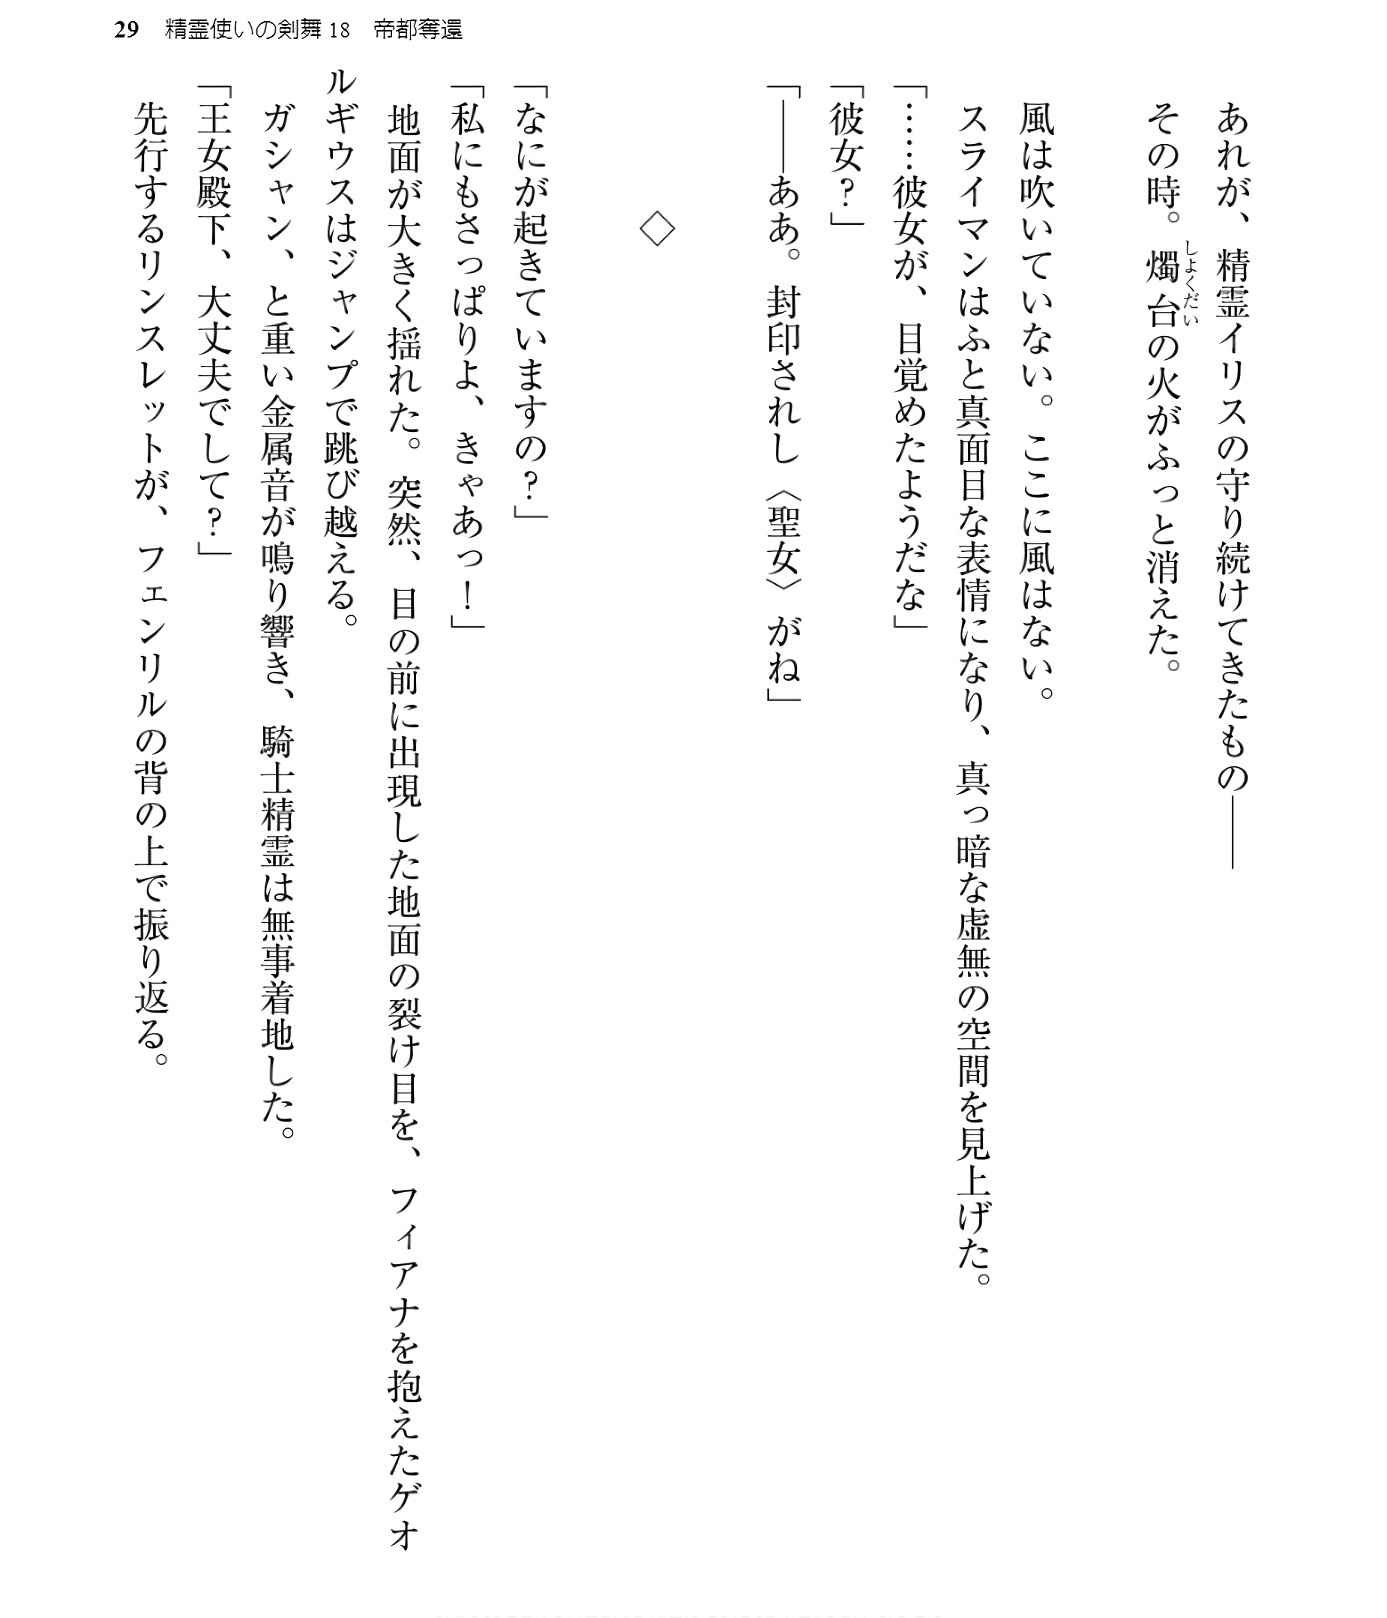 29 精霊使いの剣舞18 帝都奪還
あれが、精霊イリスの守り続けてきたもの――
その時。燭台の火がふっと消えた。
しよくだい
風は吹いていない。ここに風はない。
スライマンはふと真面目な表情になり、真っ暗な虚無の空間を見上げた。
「……彼女が、目覚めたようだな」
「彼女?」
「――ああ。封印されし〈聖女〉がね」
◇
「なにが起きていますの?」
「私にもさっぱりよ、きゃあっ!」
地面が大きく揺れた。突然、目の前に出現した地面の裂け目を、フィアナを抱えたゲオ
ルギウスはジャンプで跳び越える。
ガシャン、と重い金属音が鳴り響き、騎士精霊は無事着地した。
「王女殿下、大丈夫でして?」
先行するリンスレットが、フェンリルの背の上で振り返る。